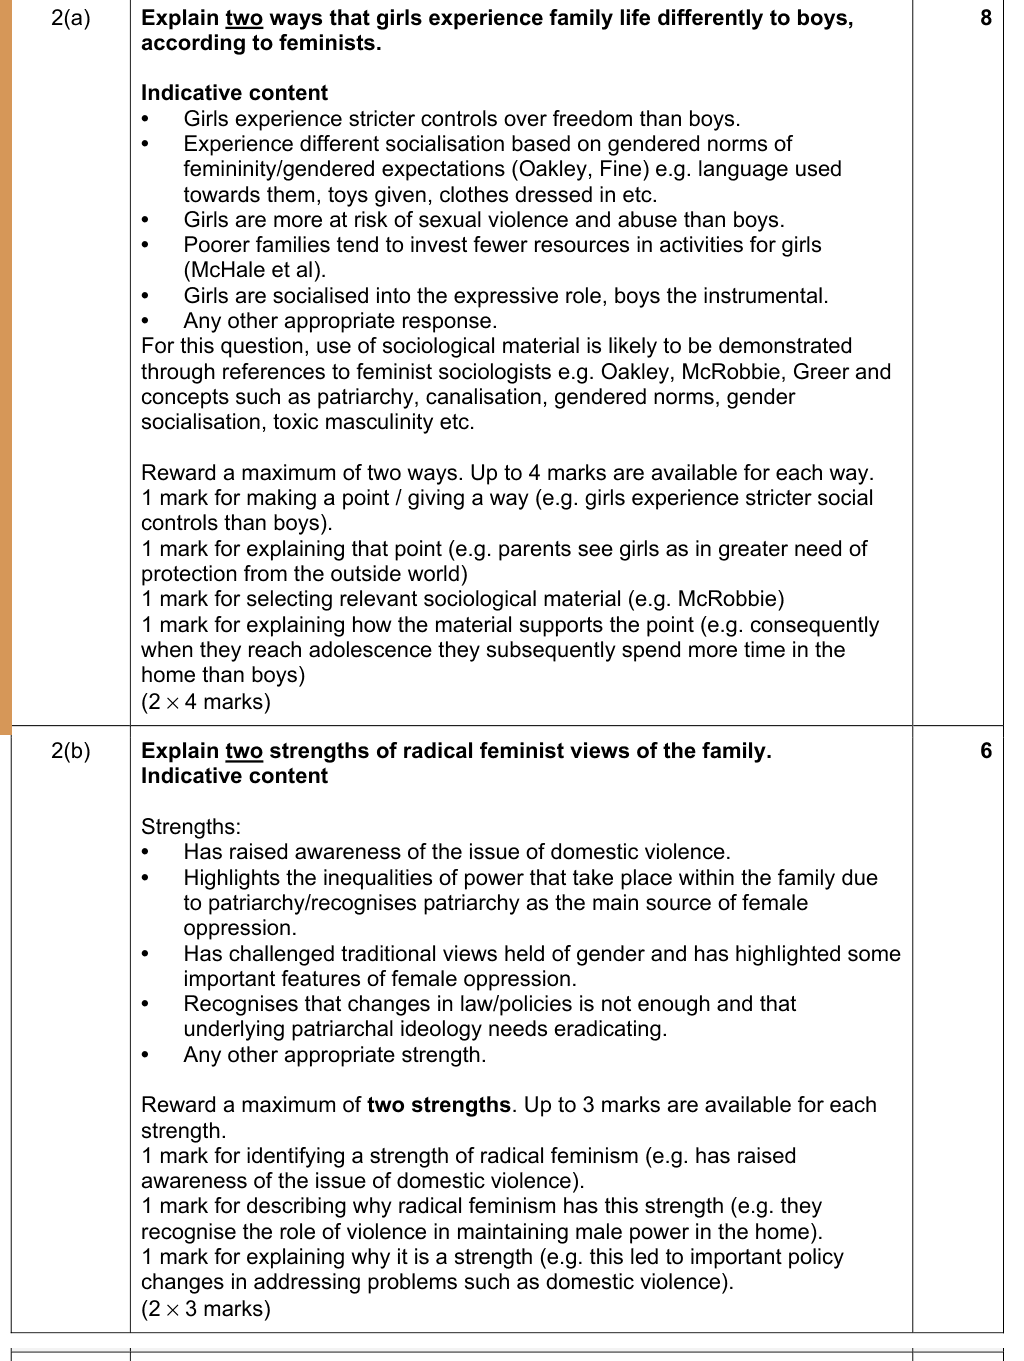 2(a)
Explain two ways that girls experience family life differently to boys,
according to feminists.
8
Indicative content
• Girls experience stricter controls over freedom than boys.
• Experience different socialisation based on gendered norms of
femininity/gendered expectations (Oakley, Fine) e.g. language used
towards them, toys given, clothes dressed in etc.
• Girls are more at risk of sexual violence and abuse than boys.
• Poorer families tend to invest fewer resources in activities for girls
(McHale et al).
• Girls are socialised into the expressive role, boys the instrumental.
• Any other appropriate response.
For this question, use of sociological material is likely to be demonstrated
through references to feminist sociologists e.g. Oakley, McRobbie, Greer and
concepts such as patriarchy, canalisation, gendered norms, gender
socialisation, toxic masculinity etc.
Reward a maximum of two ways. Up to 4 marks are available for each way.
1 mark for making a point / giving a way (e.g. girls experience stricter social
controls than boys).
1 mark for explaining that point (e.g. parents see girls as in greater need of
protection from the outside world)
1 mark for selecting relevant sociological material (e.g. McRobbie)
1 mark for explaining how the material supports the point (e.g. consequently
when they reach adolescence they subsequently spend more time in the
home than boys)
(2 × 4 marks)
2(b)
Explain two strengths of radical feminist views of the family.
6
Indicative content
Strengths:
• Has raised awareness of the issue of domestic violence.
• Highlights the inequalities of power that take place within the family due
to patriarchy/recognises patriarchy as the main source of female
oppression.
• Has challenged traditional views held of gender and has highlighted some
important features of female oppression.
• Recognises that changes in law/policies is not enough and that
underlying patriarchal ideology needs eradicating.
• Any other appropriate strength.
Reward a maximum of two strengths. Up to 3 marks are available for each
strength.
1 mark for identifying a strength of radical feminism (e.g. has raised
awareness of the issue of domestic violence).
1 mark for describing why radical feminism has this strength (e.g. they
recognise the role of violence in maintaining male power in the home).
1 mark for explaining why it is a strength (e.g. this led to important policy
changes in addressing problems such as domestic violence).
(2 × 3 marks)